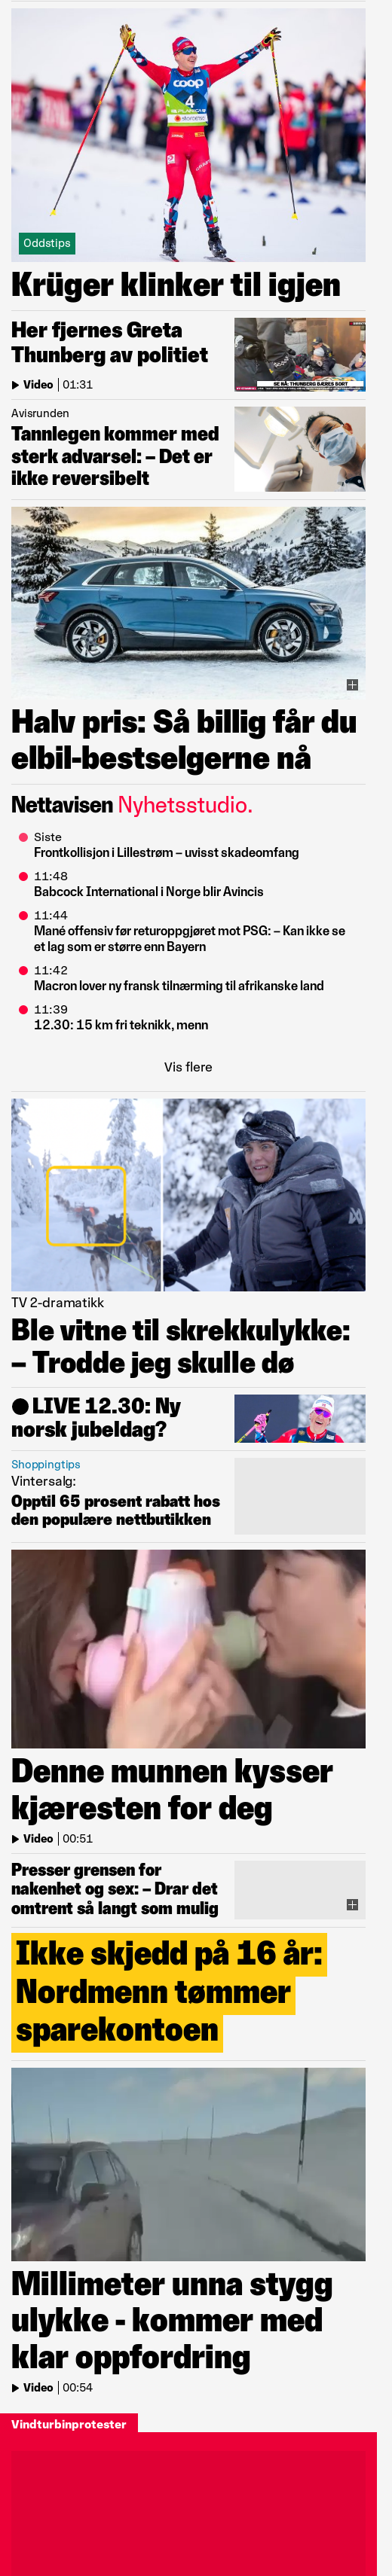 coop
4
Oddstips
Krüger klinker til igjen
Her fjernes Greta
Thunberg av politiet
Video 01:31
SE NÅ: THUNBERG BÆRES BORT
Avisrunden
Tannlegen kommer med
sterk advarsel: – Det er
ikke reversibelt
Halv pris: Så billig får du
elbil-bestselgerne nå
Nettavisen Nyhetsstudio.
Siste
Frontkollisjon i Lillestrøm – uvisst skadeomfang
11:48
Babcock International i Norge blir Avincis
11:44
Mané offensiv før returoppgjøret mot PSG: – Kan ikke se
et lag som er større enn Bayern
11:42
Macron lover ny fransk tilnærming til afrikanske land
11:39
12.30: 15 km fri teknikk, menn
Vis flere
TV 2-dramatikk
Ble vitne til skrekkulykke:
– Trodde jeg skulle dø
LIVE 12.30: Ny
norsk jubeldag?
Shoppingtips
Vintersalg:
Opptil 65 prosent rabatt hos
den populære nettbutikken
Denne munnen kysser
kjæresten for deg
Video 00:51
Presser grensen for
nakenhet og sex: – Drar det
omtrent så langt som mulig
Ikke skjedd på 16 år:
Nordmenn tømmer
sparekontoen
Millimeter unna stygg
ulykke - kommer med
klar oppfordring
Video 00:54
Vindturbinprotester